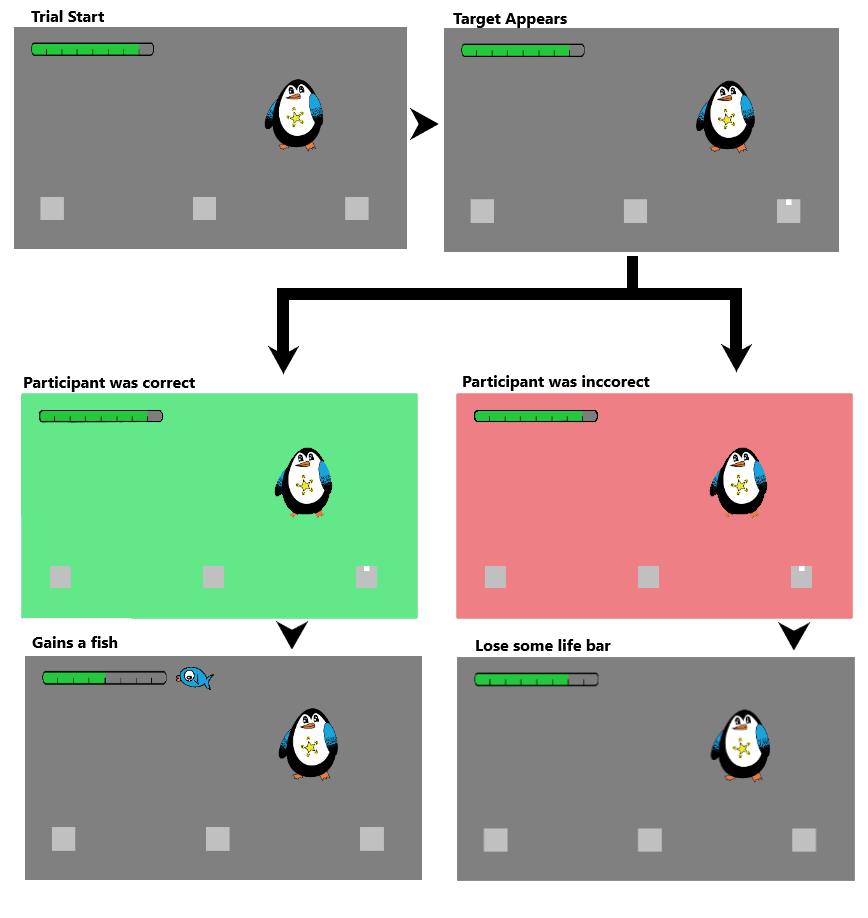 Trial Start
Target Appears
Participant was correct
Participant was inccorect
Gains a fish
Lose some life bar